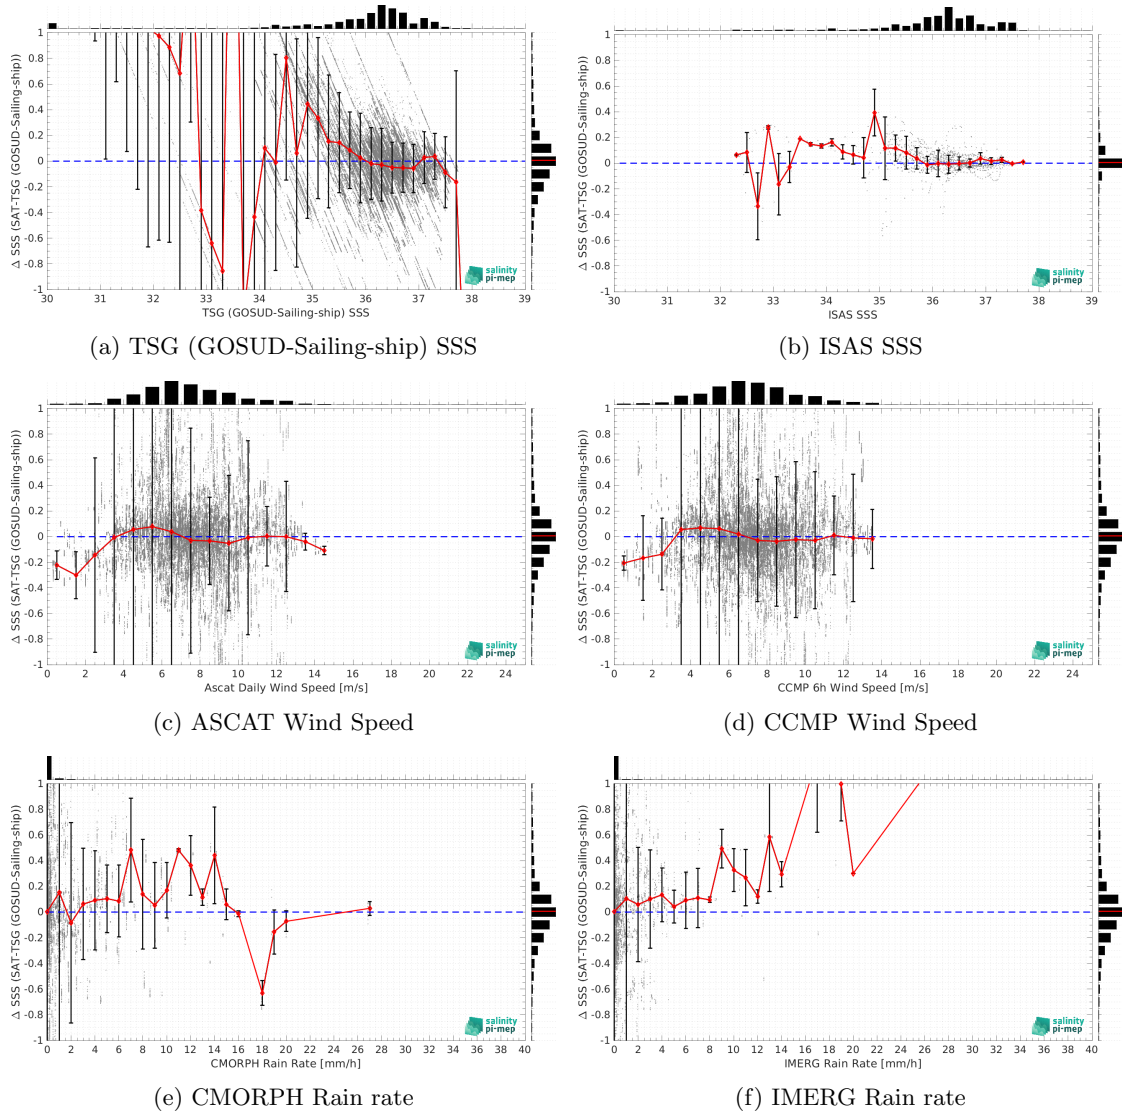 1
0.8
0.6
0.4
0.2
0
-0.2
-0.4
-0.6
-0.8
-1
Δ SSS (SAT-TSG (GOSUD-Sailing-ship))
30 31 32 33 34 35 36 37 38 39
TSG (GOSUD-Sailing-ship) SSS
salinity
pi-mep
(a) TSG (GOSUD-Sailing-ship) SSS
1
0.8
0.6
0.4
0.2
0
-0.2
-0.4
-0.6
-0.8
-1
Δ SSS (SAT-TSG (GOSUD-Sailing-ship))
30 31 32 33 34 35 36 37 38 39
ISAS SSS
salinity
pi-mep
(b) ISAS SSS
1
0.8
0.6
0.4
0.2
0
-0.2
-0.4
-0.6
-0.8
-1
Δ SSS (SAT-TSG (GOSUD-Sailing-ship))
0 2 4 6 8 10 12 14 16 18 20 22 24
Ascat Daily Wind Speed [m/s]
salinity
pi-mep
(c) ASCAT Wind Speed
1
0.8
0.6
0.4
0.2
0
-0.2
-0.4
-0.6
-0.8
-1
Δ SSS (SAT-TSG (GOSUD-Sailing-ship))
0 2 4 6 8 10 12 14 16 18 20 22 24
CCMP 6h Wind Speed [m/s]
salinity
pi-mep
(d) CCMP Wind Speed
1
0.8
0.6
0.4
0.2
0
-0.2
-0.4
-0.6
-0.8
-1
Δ SSS (SAT-TSG (GOSUD-Sailing-ship))
0 2 4 6 8 10 12 14 16 18 20 22 24 26 28 30 32 34 36 38 40
CMORPH Rain Rate [mm/h]
salinity
pi-mep
(e) CMORPH Rain rate
1
0.8
0.6
0.4
0.2
0
-0.2
-0.4
-0.6
-0.8
-1
Δ SSS (SAT-TSG (GOSUD-Sailing-ship))
0 2 4 6 8 10 12 14 16 18 20 22 24 26 28 30 32 34 36 38 40
IMERG Rain Rate [mm/h]
salinity
pi-mep
(f) IMERG Rain rate